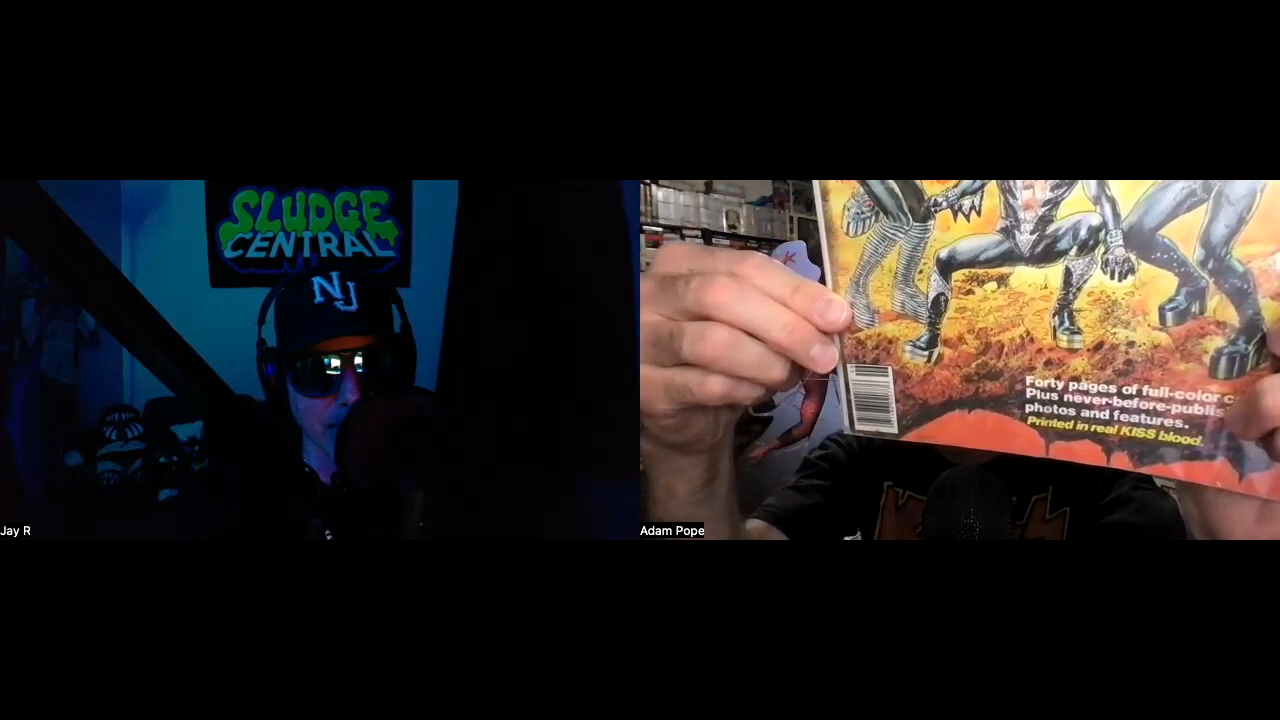 SLUDGE
CENTRAL
NJ
K
Forty pages of full-color
Plus never-before-publis
photos and features.
Printed in real KISS blood.
Jay R
Adam Pope